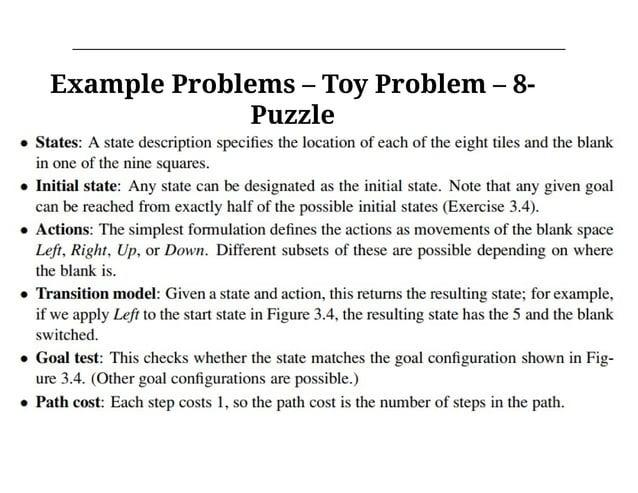 Example Problems – Toy Problem – 8-
Puzzle
• States: A state description specifies the location of each of the eight tiles and the blank
in one of the nine squares.
• Initial state: Any state can be designated as the initial state. Note that any given goal
can be reached from exactly half of the possible initial states (Exercise 3.4).
• Actions: The simplest formulation defines the actions as movements of the blank space
Left, Right, Up, or Down. Different subsets of these are possible depending on where
the blank is.
• Transition model: Given a state and action, this returns the resulting state; for example,
if we apply Left to the start state in Figure 3.4, the resulting state has the 5 and the blank
switched.
• Goal test: This checks whether the state matches the goal configuration shown in Fig-
ure 3.4. (Other goal configurations are possible.)
• Path cost: Each step costs 1, so the path cost is the number of steps in the path.